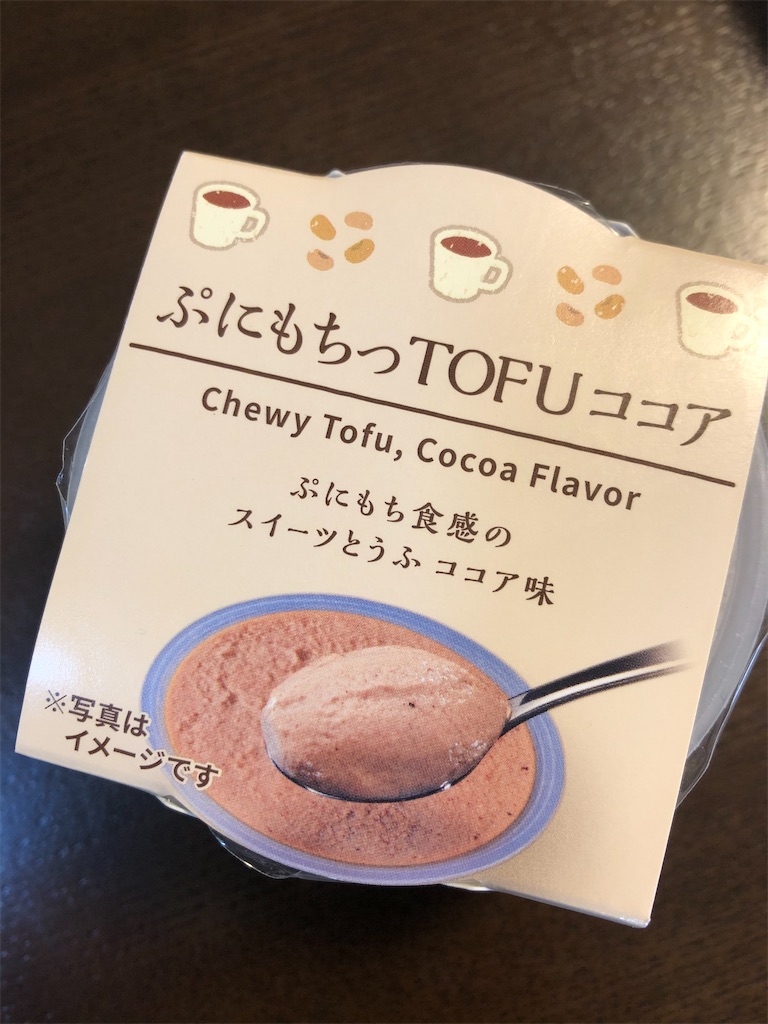 ぷにもちっTOFUココア
Chewy Tofu, Cocoa Flavor
ぷにもち食感の
スイーツとうふ ココア味
※写真は
イメージです